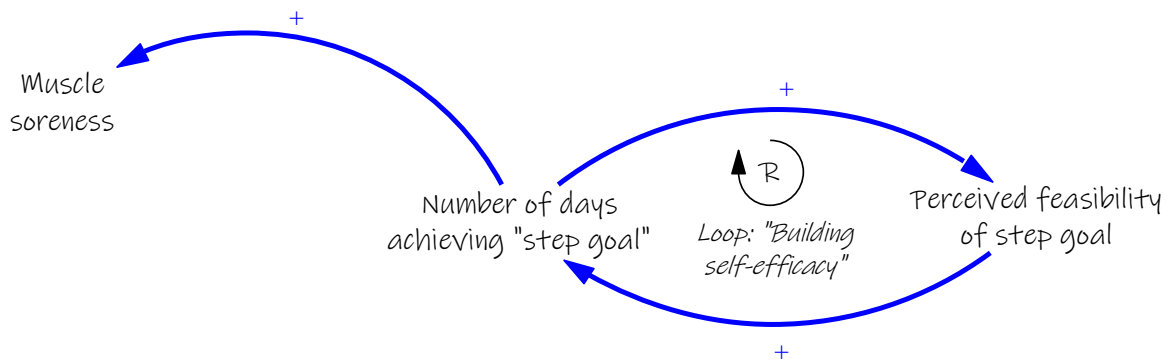 +
Muscle
soreness
+
R
Number of days
achieving "step goal"
Loop: "Building
self-efficacy"
Perceived feasibility
of step goal
+